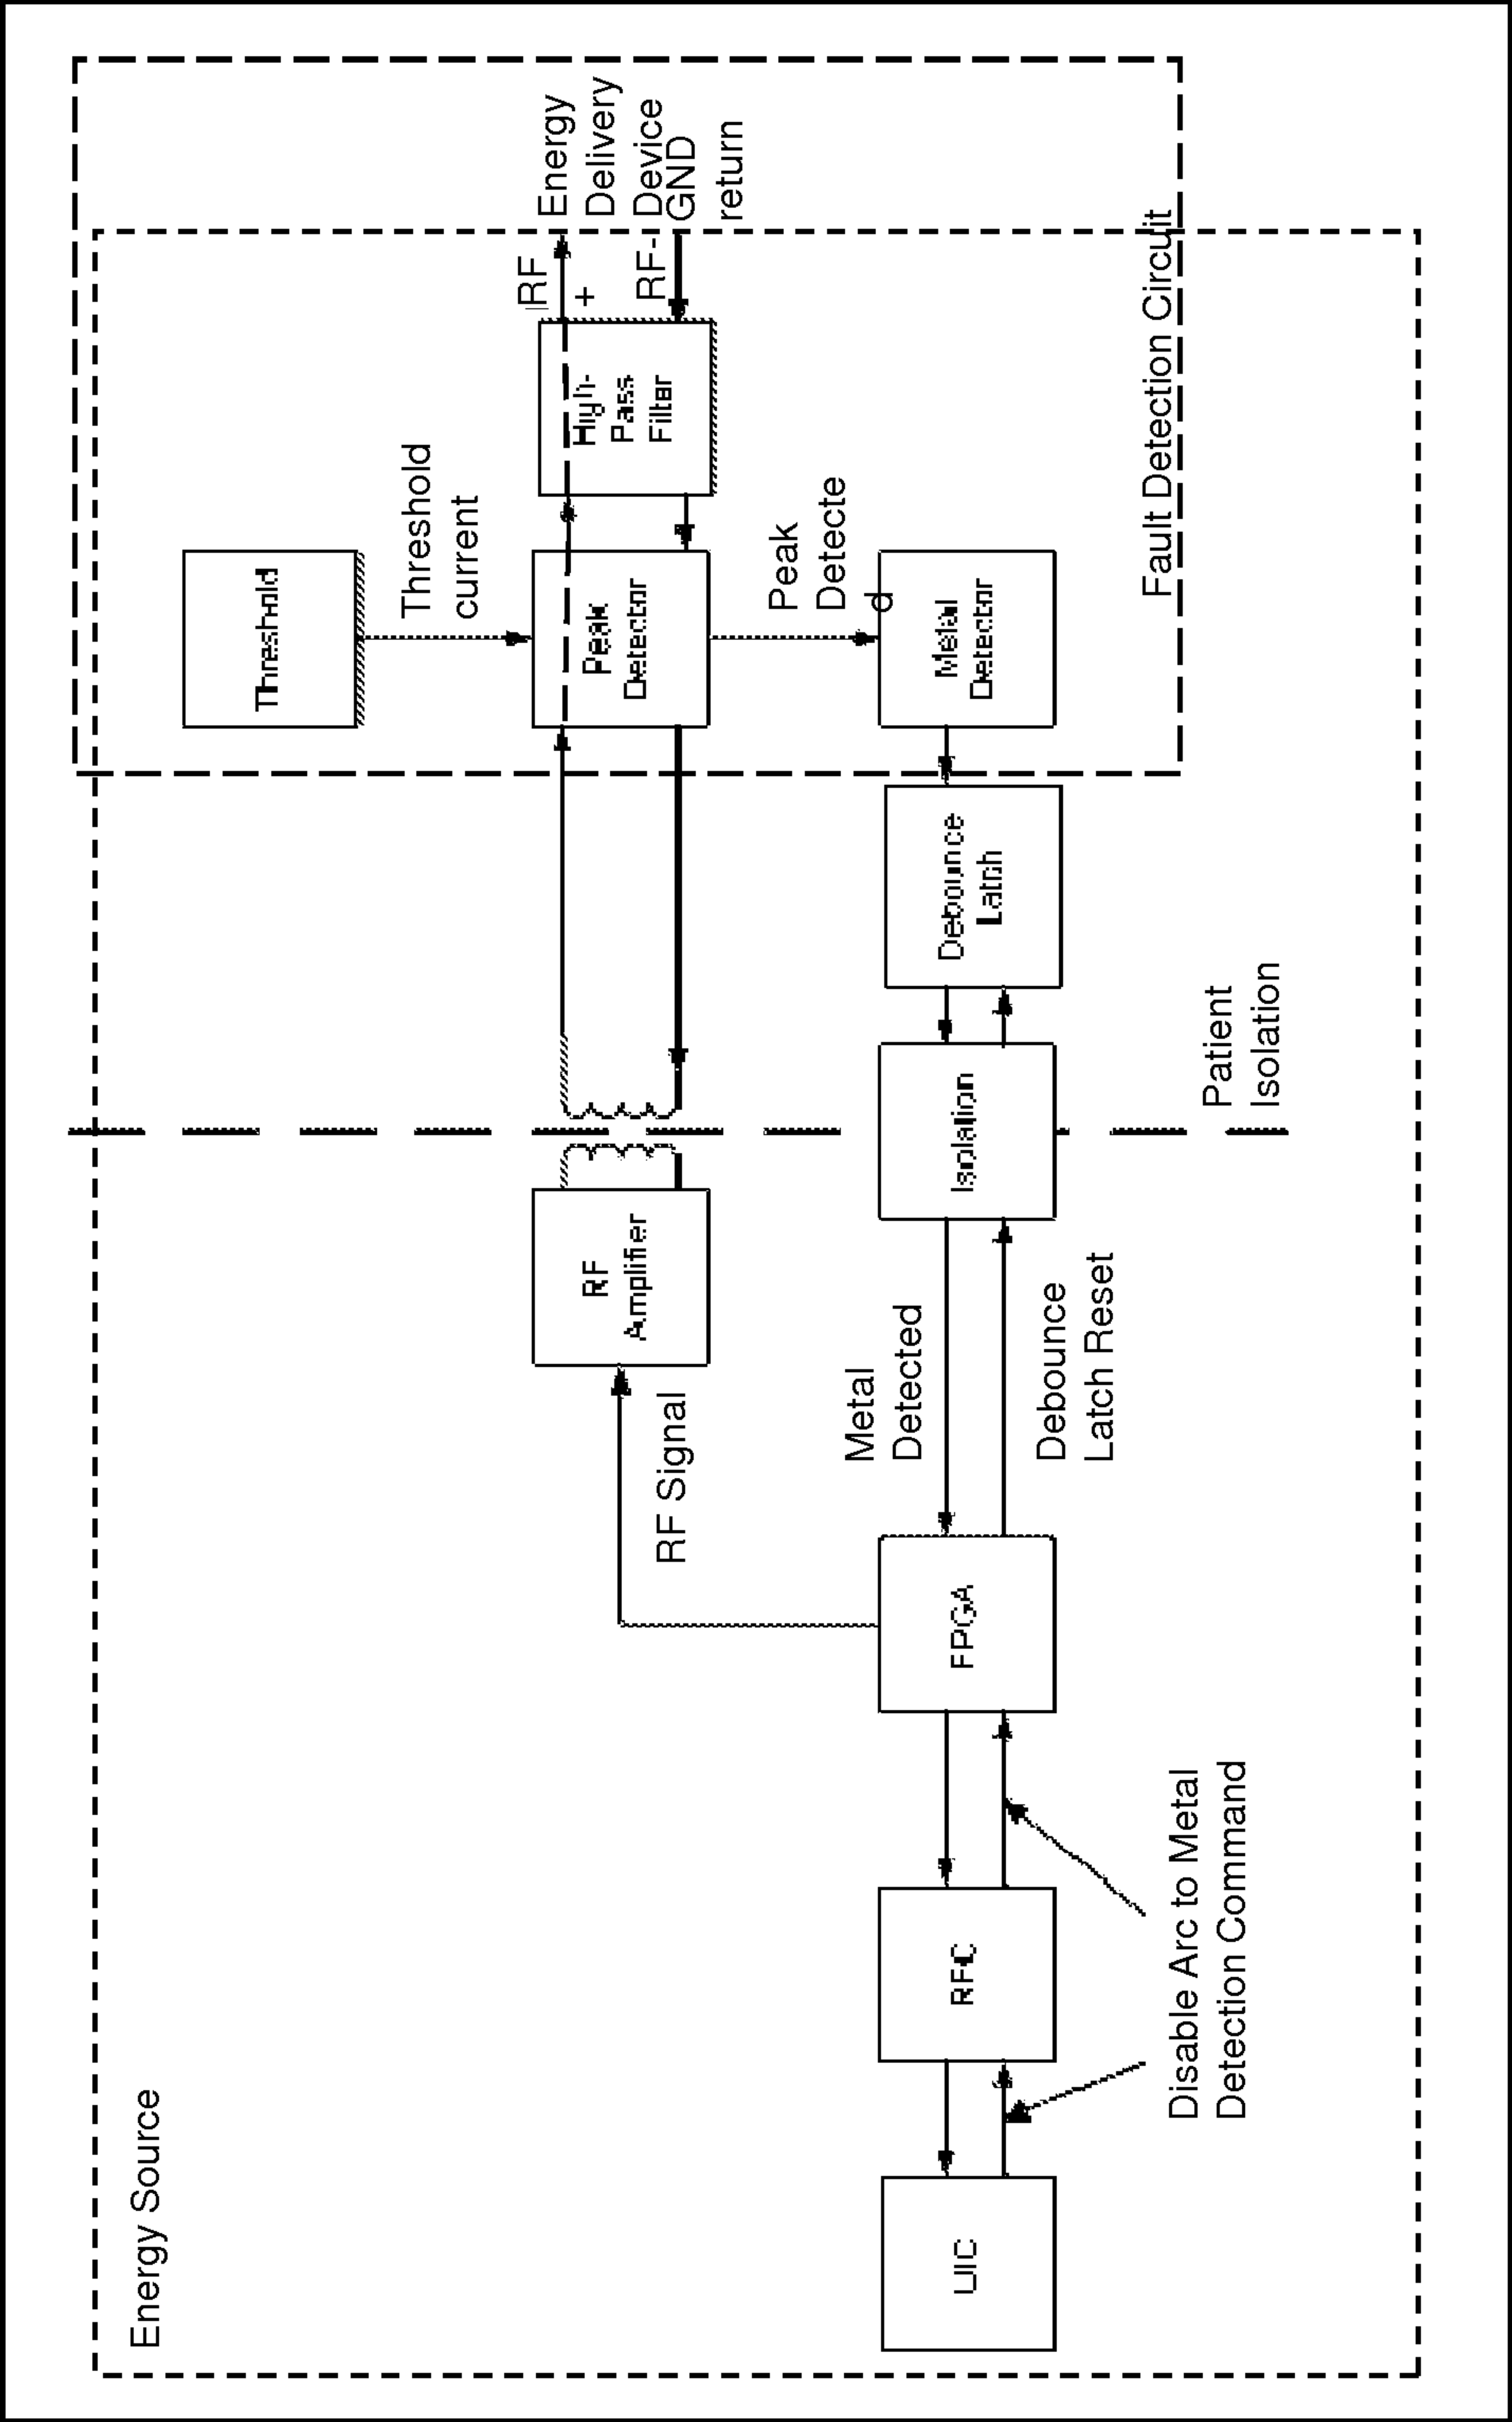 Energy Source
Threshold
Threshold
current
RF Signal
RF
Amplifier
Peak
Detector
High-
Pass
Filter
RF
+
RF-
Energy
Delivery
Device
GND
return
Peak
Detecte
d
UIC
RFC
FPGA
Metal
Detected
Debounce
Latch Reset
Isolation
Debounce
Latch
Metal
Detector
Disable Arc to Metal
Detection Command
Patient
Isolation
Fault Detection Circuit